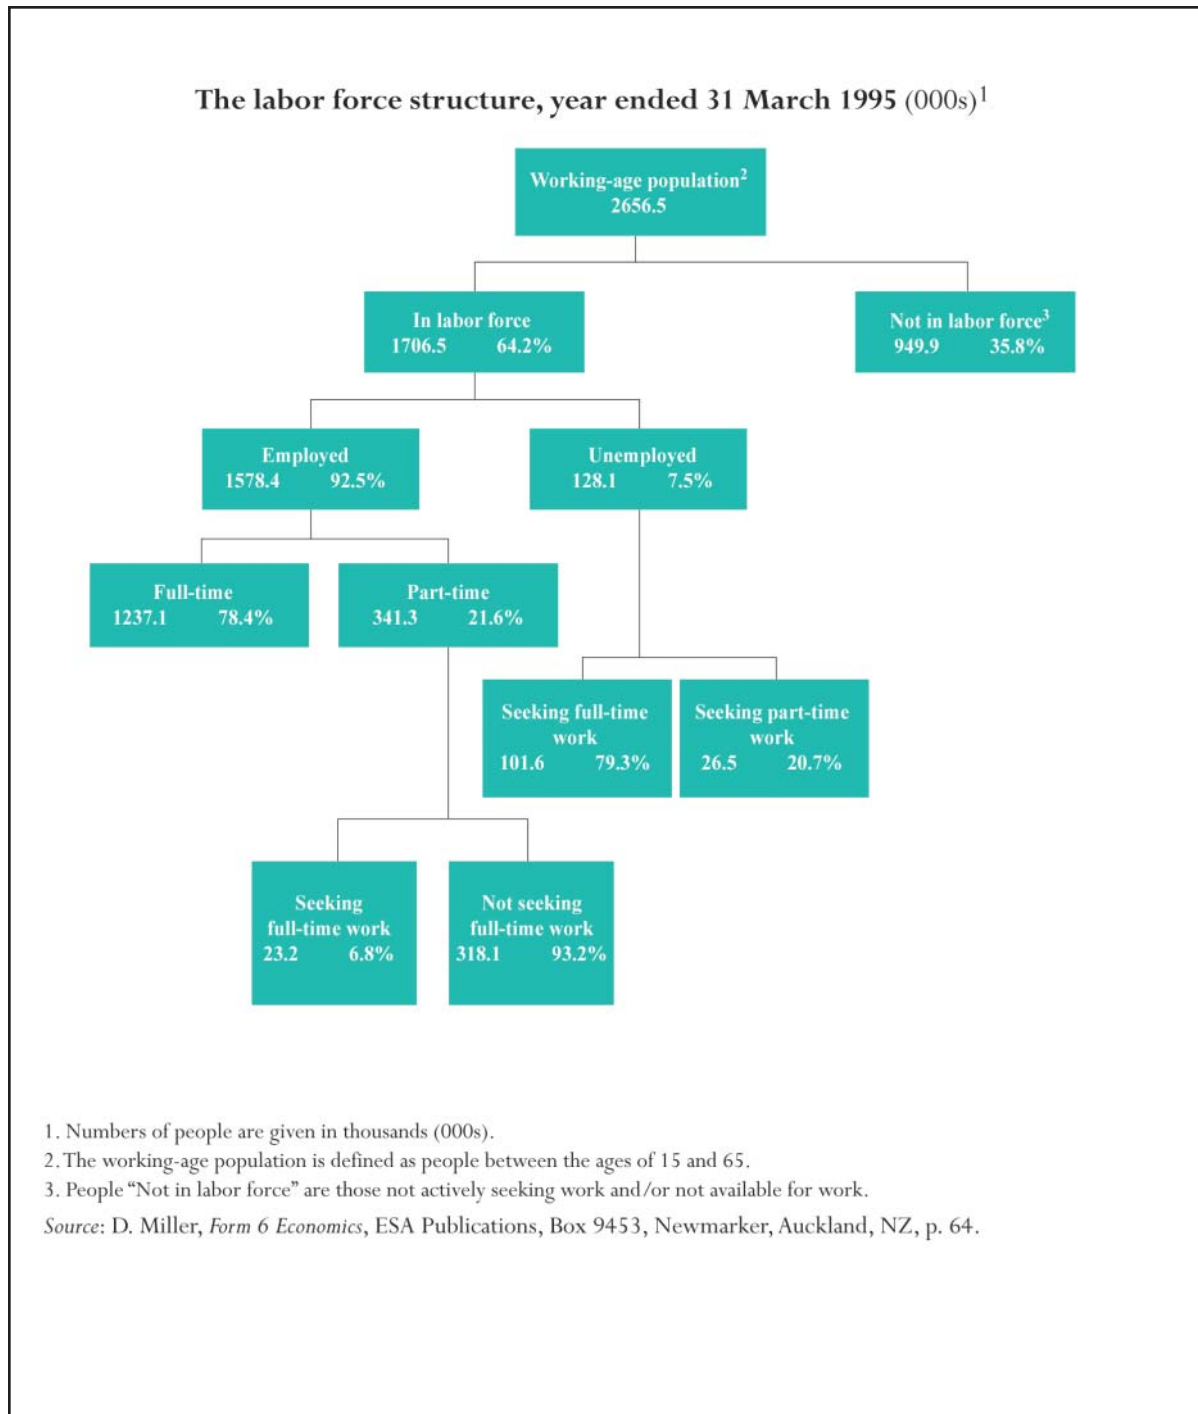 The labor force structure, year ended 31 March 1995 (000s)1
Working-age population2
2656.5
In labor force
1706.5 64.2%
Not in labor force3
949.9 35.8%
Employed
1578.4 92.5%
Unemployed
128.1 7.5%
Full-time
1237.1 78.4%
Part-time
341.3 21.6%
Seeking full-time
work
101.6 79.3%
Seeking part-time
work
26.5 20.7%
Seeking
full-time work
23.2 6.8%
Not seeking
full-time work
318.1 93.2%
1. Numbers of people are given in thousands (000s).
2. The working-age population is defined as people between the ages of 15 and 65.
3. People “Not in labor force” are those not actively seeking work and/or not available for work.
Source: D. Miller, Form 6 Economics, ESA Publications, Box 9453, Newmarker, Auckland, NZ, p. 64.